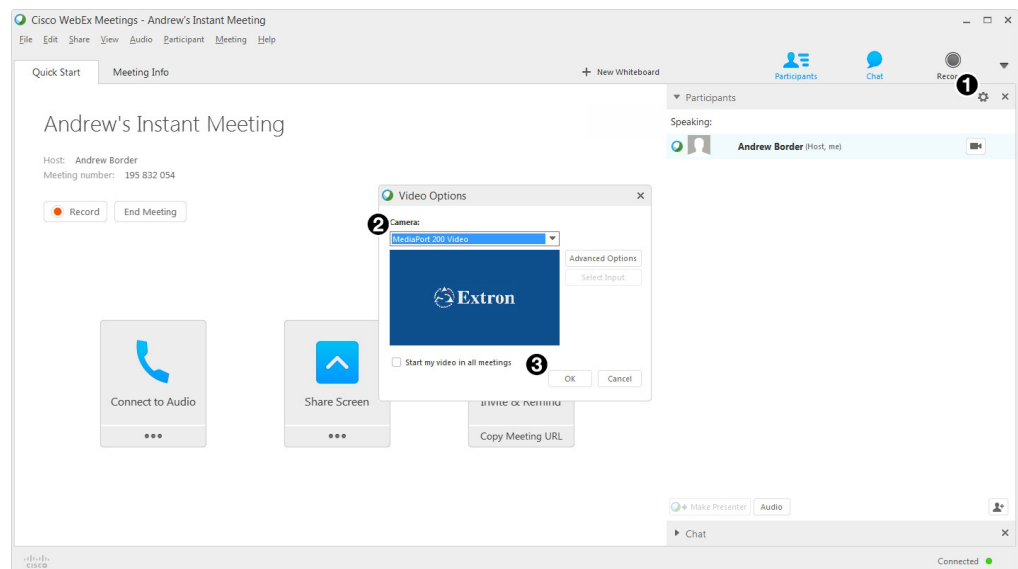 Cisco WebEx Meetings - Andrew's Instant Meeting
File Edit Share View Audio Participant Meeting Help
Quick Start Meeting Info + New Whiteboard Participants Chat
1
Participants
Speaking:
Andrew Border (Host, me)
Andrew's Instant Meeting
Host: Andrew Border
Meeting number: 195 832 054
Record End Meeting
Video Options
2 Camera:
MediaPort 200 Video
Advanced Options
Select Input
Extron
Start my video in all meetings
3
OK Cancel
Connect to Audio
Share Screen
Invite & Remind
Copy Meeting URL
Make Presenter Audio
Chat
cisco
Connected